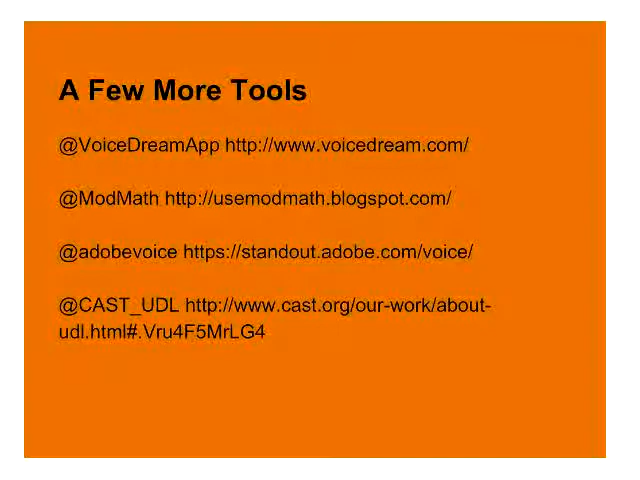 A Few More Tools
@VoiceDreamApp http://www.voicedream.com/
@ModMath http://usemodmath.blogspot.com/
@adobevoice https://standout.adobe.com/voice/
@CAST_UDL http://www.cast.org/our-work/about-
udl.html#.Vru4F5MrLG4